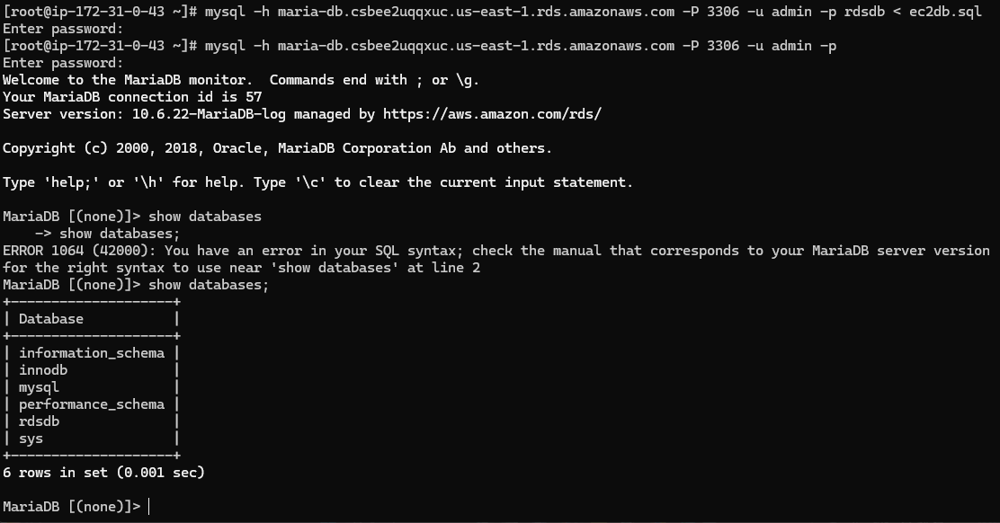 [root@ip-172-31-0-43 ~]# mysql -h maria-db.csbee2uqqxuc.us-east-1.rds.amazonaws.com -P 3306 -u admin -p rdsdb < ec2db.sql
Enter password:
[root@ip-172-31-0-43 ~]# mysql -h maria-db.csbee2uqqxuc.us-east-1.rds.amazonaws.com -P 3306 -u admin -p
Enter password:
Welcome to the MariaDB monitor.  Commands end with ; or \g.
Your MariaDB connection id is 57
Server version: 10.6.22-MariaDB-log managed by https://aws.amazon.com/rds/

Copyright (c) 2000, 2018, Oracle, MariaDB Corporation Ab and others.

Type 'help;' or '\h' for help. Type '\c' to clear the current input statement.

MariaDB [(none)]> show databases
    -> show databases;
ERROR 1064 (42000): You have an error in your SQL syntax; check the manual that corresponds to your MariaDB server version
for the right syntax to use near 'show databases' at line 2
MariaDB [(none)]> show databases;
+--------------------+
| Database           |
+--------------------+
| information_schema |
| innodb             |
| mysql              |
| performance_schema |
| rdsdb              |
| sys                |
+--------------------+
6 rows in set (0.001 sec)

MariaDB [(none)]>